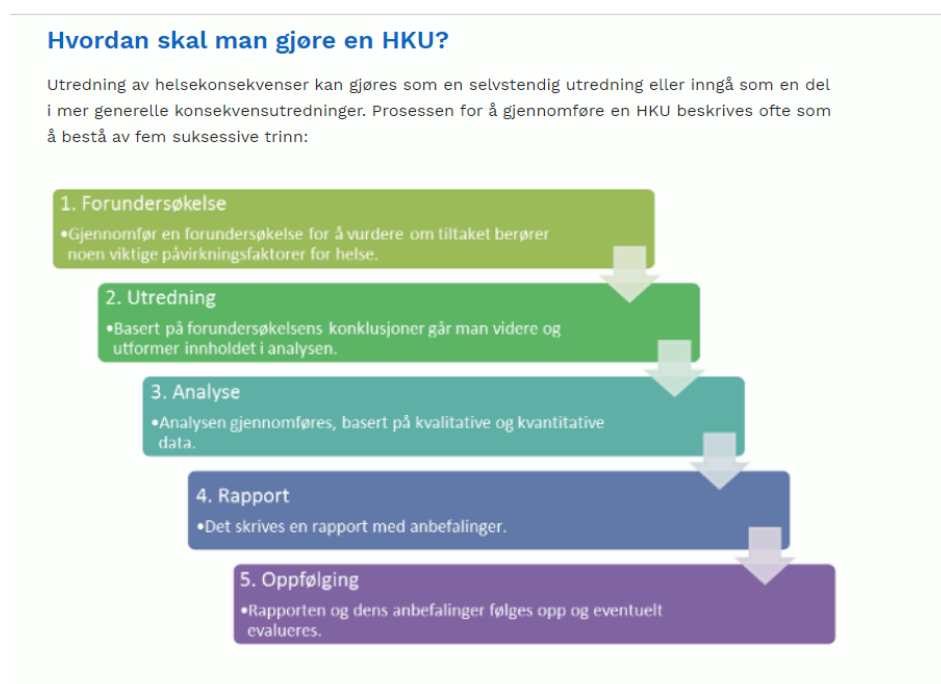 Hvordan skal man gjøre en HKU?
Utredning av helsekonsekvenser kan gjøres som en selvstendig utredning eller inngå som en del
i mer generelle konsekvensutredninger. Prosessen for å gjennomføre en HKU beskrives ofte som
å bestå av fem suksessive trinn:
1. Forundersøkelse
•Gjennomfør en forundersøkelse for å vurdere om tiltaket berører
noen viktige påvirkningsfaktorer for helse.
2. Utredning
•Basert på forundersøkelsens konklusjoner går man videre og
utformer innholdet i analysen.
3. Analyse
•Analysen gjennomføres, basert på kvalitative og kvantitative
data.
4. Rapport
•Det skrives en rapport med anbefalinger.
5. Oppfølging
•Rapporten og dens anbefalinger følges opp og eventuelt
evalueres.